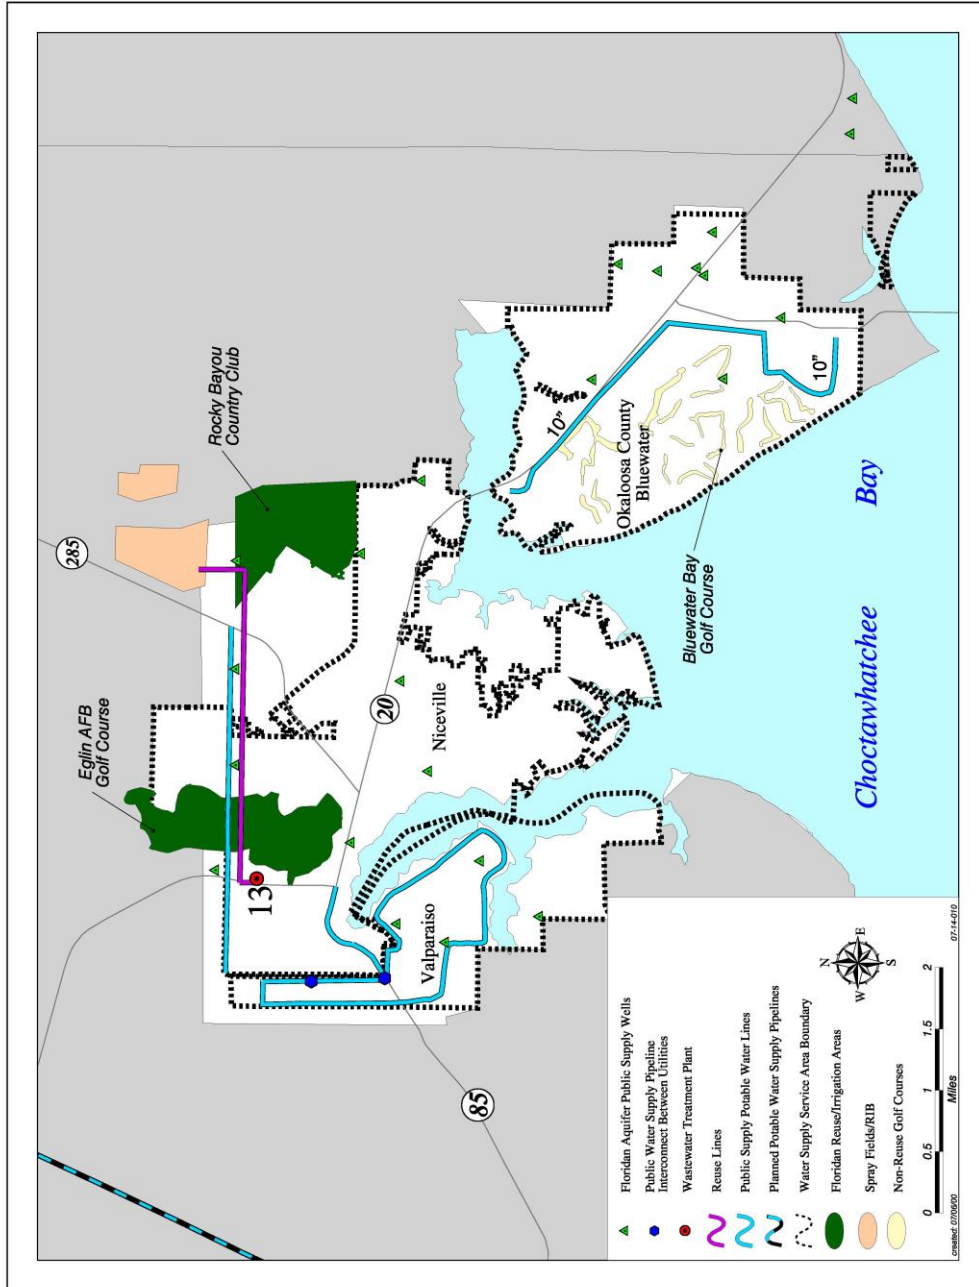 285
Rocky Bayou
Country Club
Eglin AFB
Golf Course
13
20
Niceville
Valparaiso
85
10"
Okaloosa County
Bluewater
10"
Bluewater Bay
Golf Course
Choctawhatchee Bay
Floridan Aquifer Public Supply Wells
Public Water Supply Pipeline
Interconnect Between Utilities
Wastewater Treatment Plant
Reuse Lines
Public Supply Potable Water Lines
Planned Potable Water Supply Pipelines
Water Supply Service Area Boundary
Floridan Reuse/Irrigation Areas
Spray Fields/RIB
Non-Reuse Golf Courses
N
W E
S
0 0.5 1 1.5 2
Miles
created: 07/06/00
07-14-010